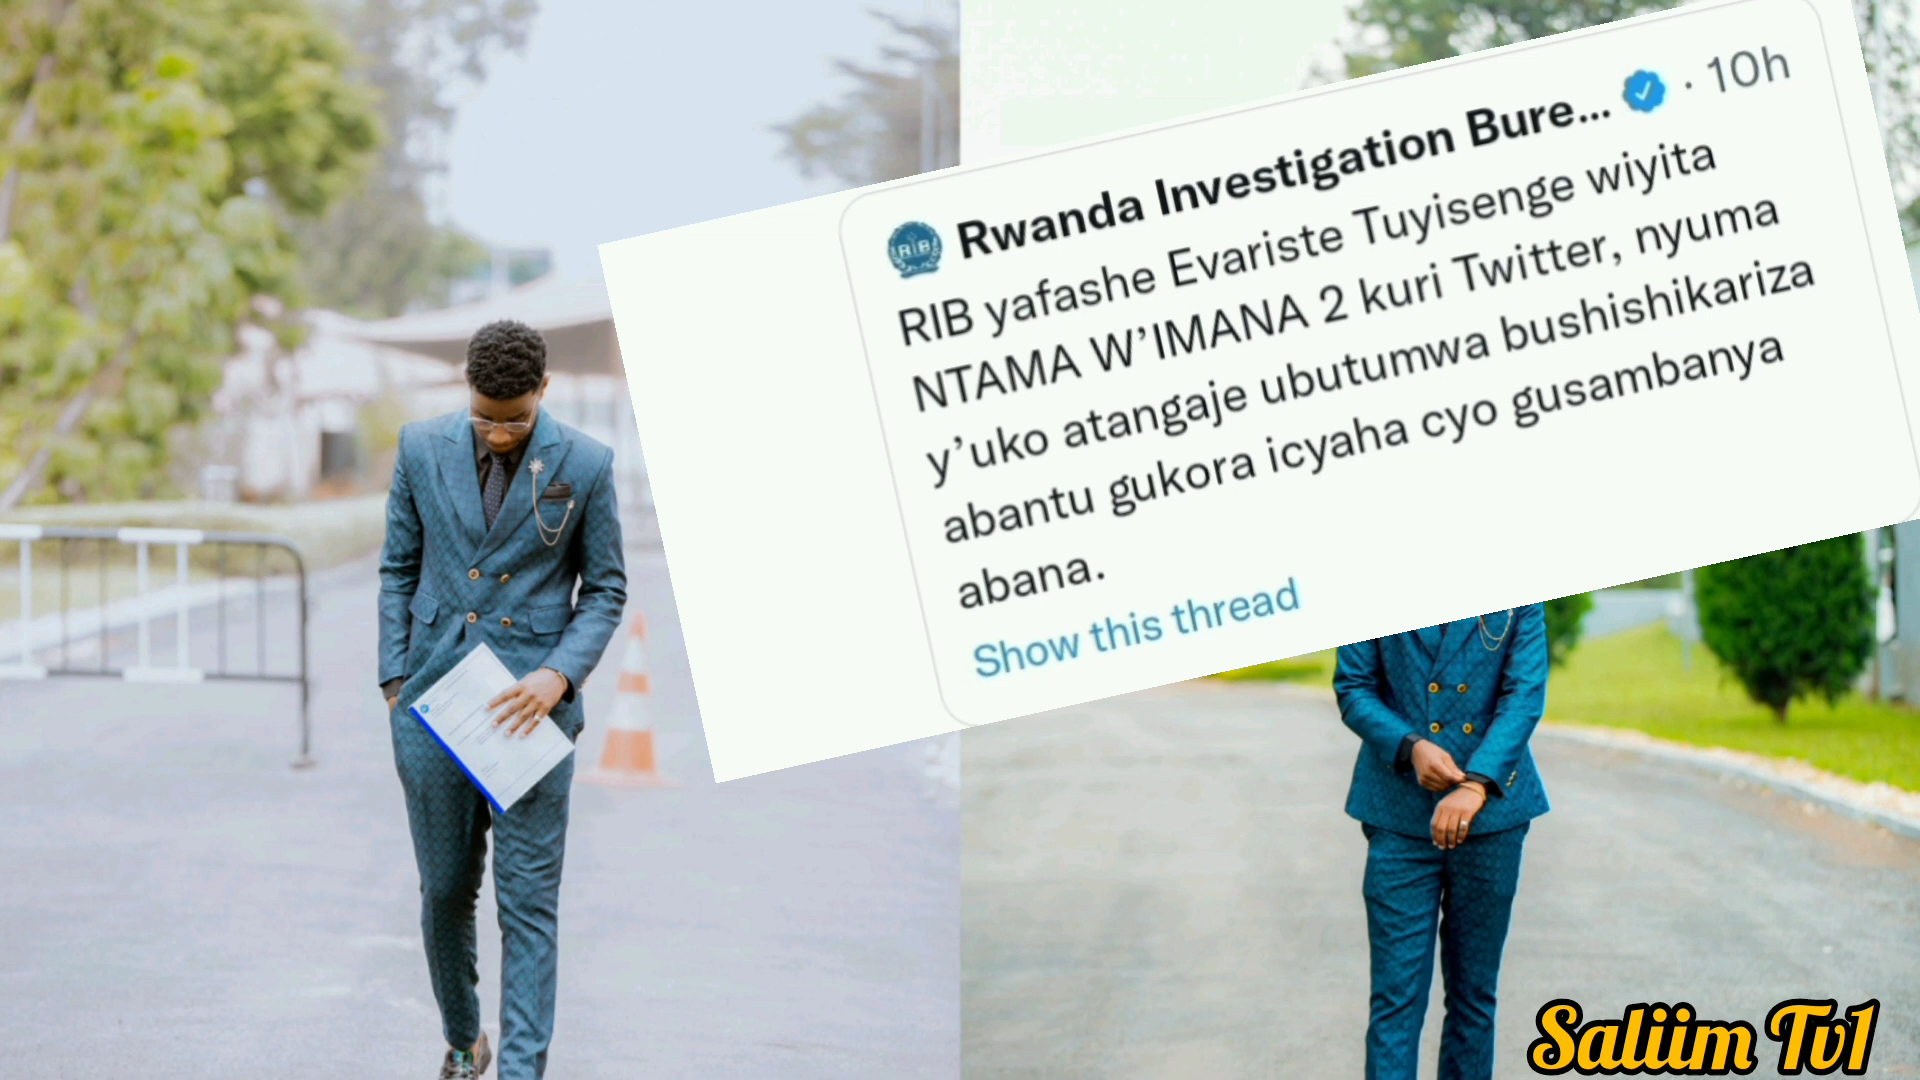 Rwanda Investigation Bure... · 10h
RIB
RIB yafashe Evariste Tuyisenge wiyita
NTAMA W’IMANA 2 kuri Twitter, nyuma
y’uko atangaje ubutumwa bushishikariza
abantu gukora icyaha cyo gusambanya
abana.
Show this thread
Saliim Tv1